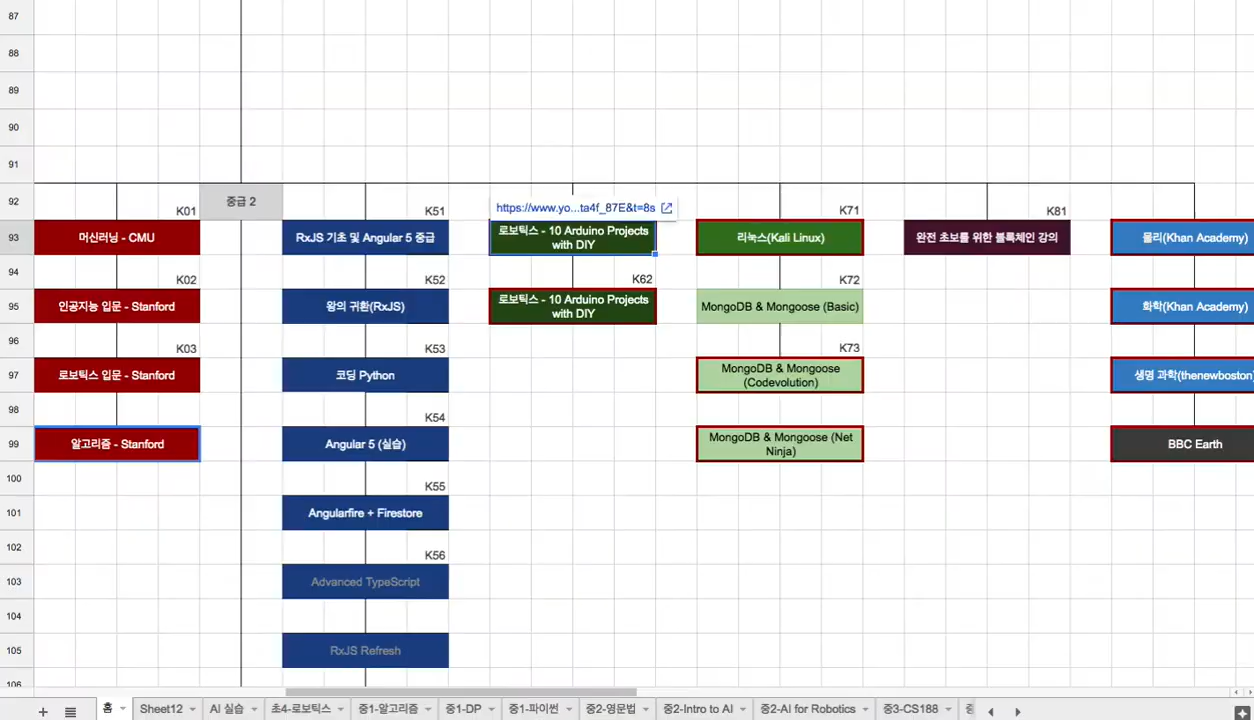 87
88
89
90
91
92
중급 2
K01
K51
https://www.yo...ta4f_87E&t=8s
K71
K81
93
머신러닝 - CMU
RxJS 기초 및 Angular 5 중급
로보틱스 - 10 Arduino Projects
with DIY
리눅스(Kali Linux)
완전 초보를 위한 블록체인 강의
물리(Khan Academy)
94
K02
K52
K62
K72
95
인공지능 입문 - Stanford
왕의 귀환(RxJS)
로보틱스 - 10 Arduino Projects
with DIY
MongoDB & Mongoose (Basic)
화학(Khan Academy)
96
K03
K53
K73
97
로보틱스 입문 - Stanford
코딩 Python
MongoDB & Mongoose
(Codevolution)
생명 과학(thenewboston)
98
K54
99
알고리즘 - Stanford
Angular 5 (실습)
MongoDB & Mongoose (Net
Ninja)
BBC Earth
100
K55
101
Angularfire + Firestore
102
K56
103
Advanced TypeScript
104
105
RxJS Refresh
106
홈
Sheet12
AI 실습
초4-로보틱스
중1-알고리즘
중1-DP
중1-파이썬
중2-영문법
중2-Intro to AI
중2-AI for Robotics
중3-CS188